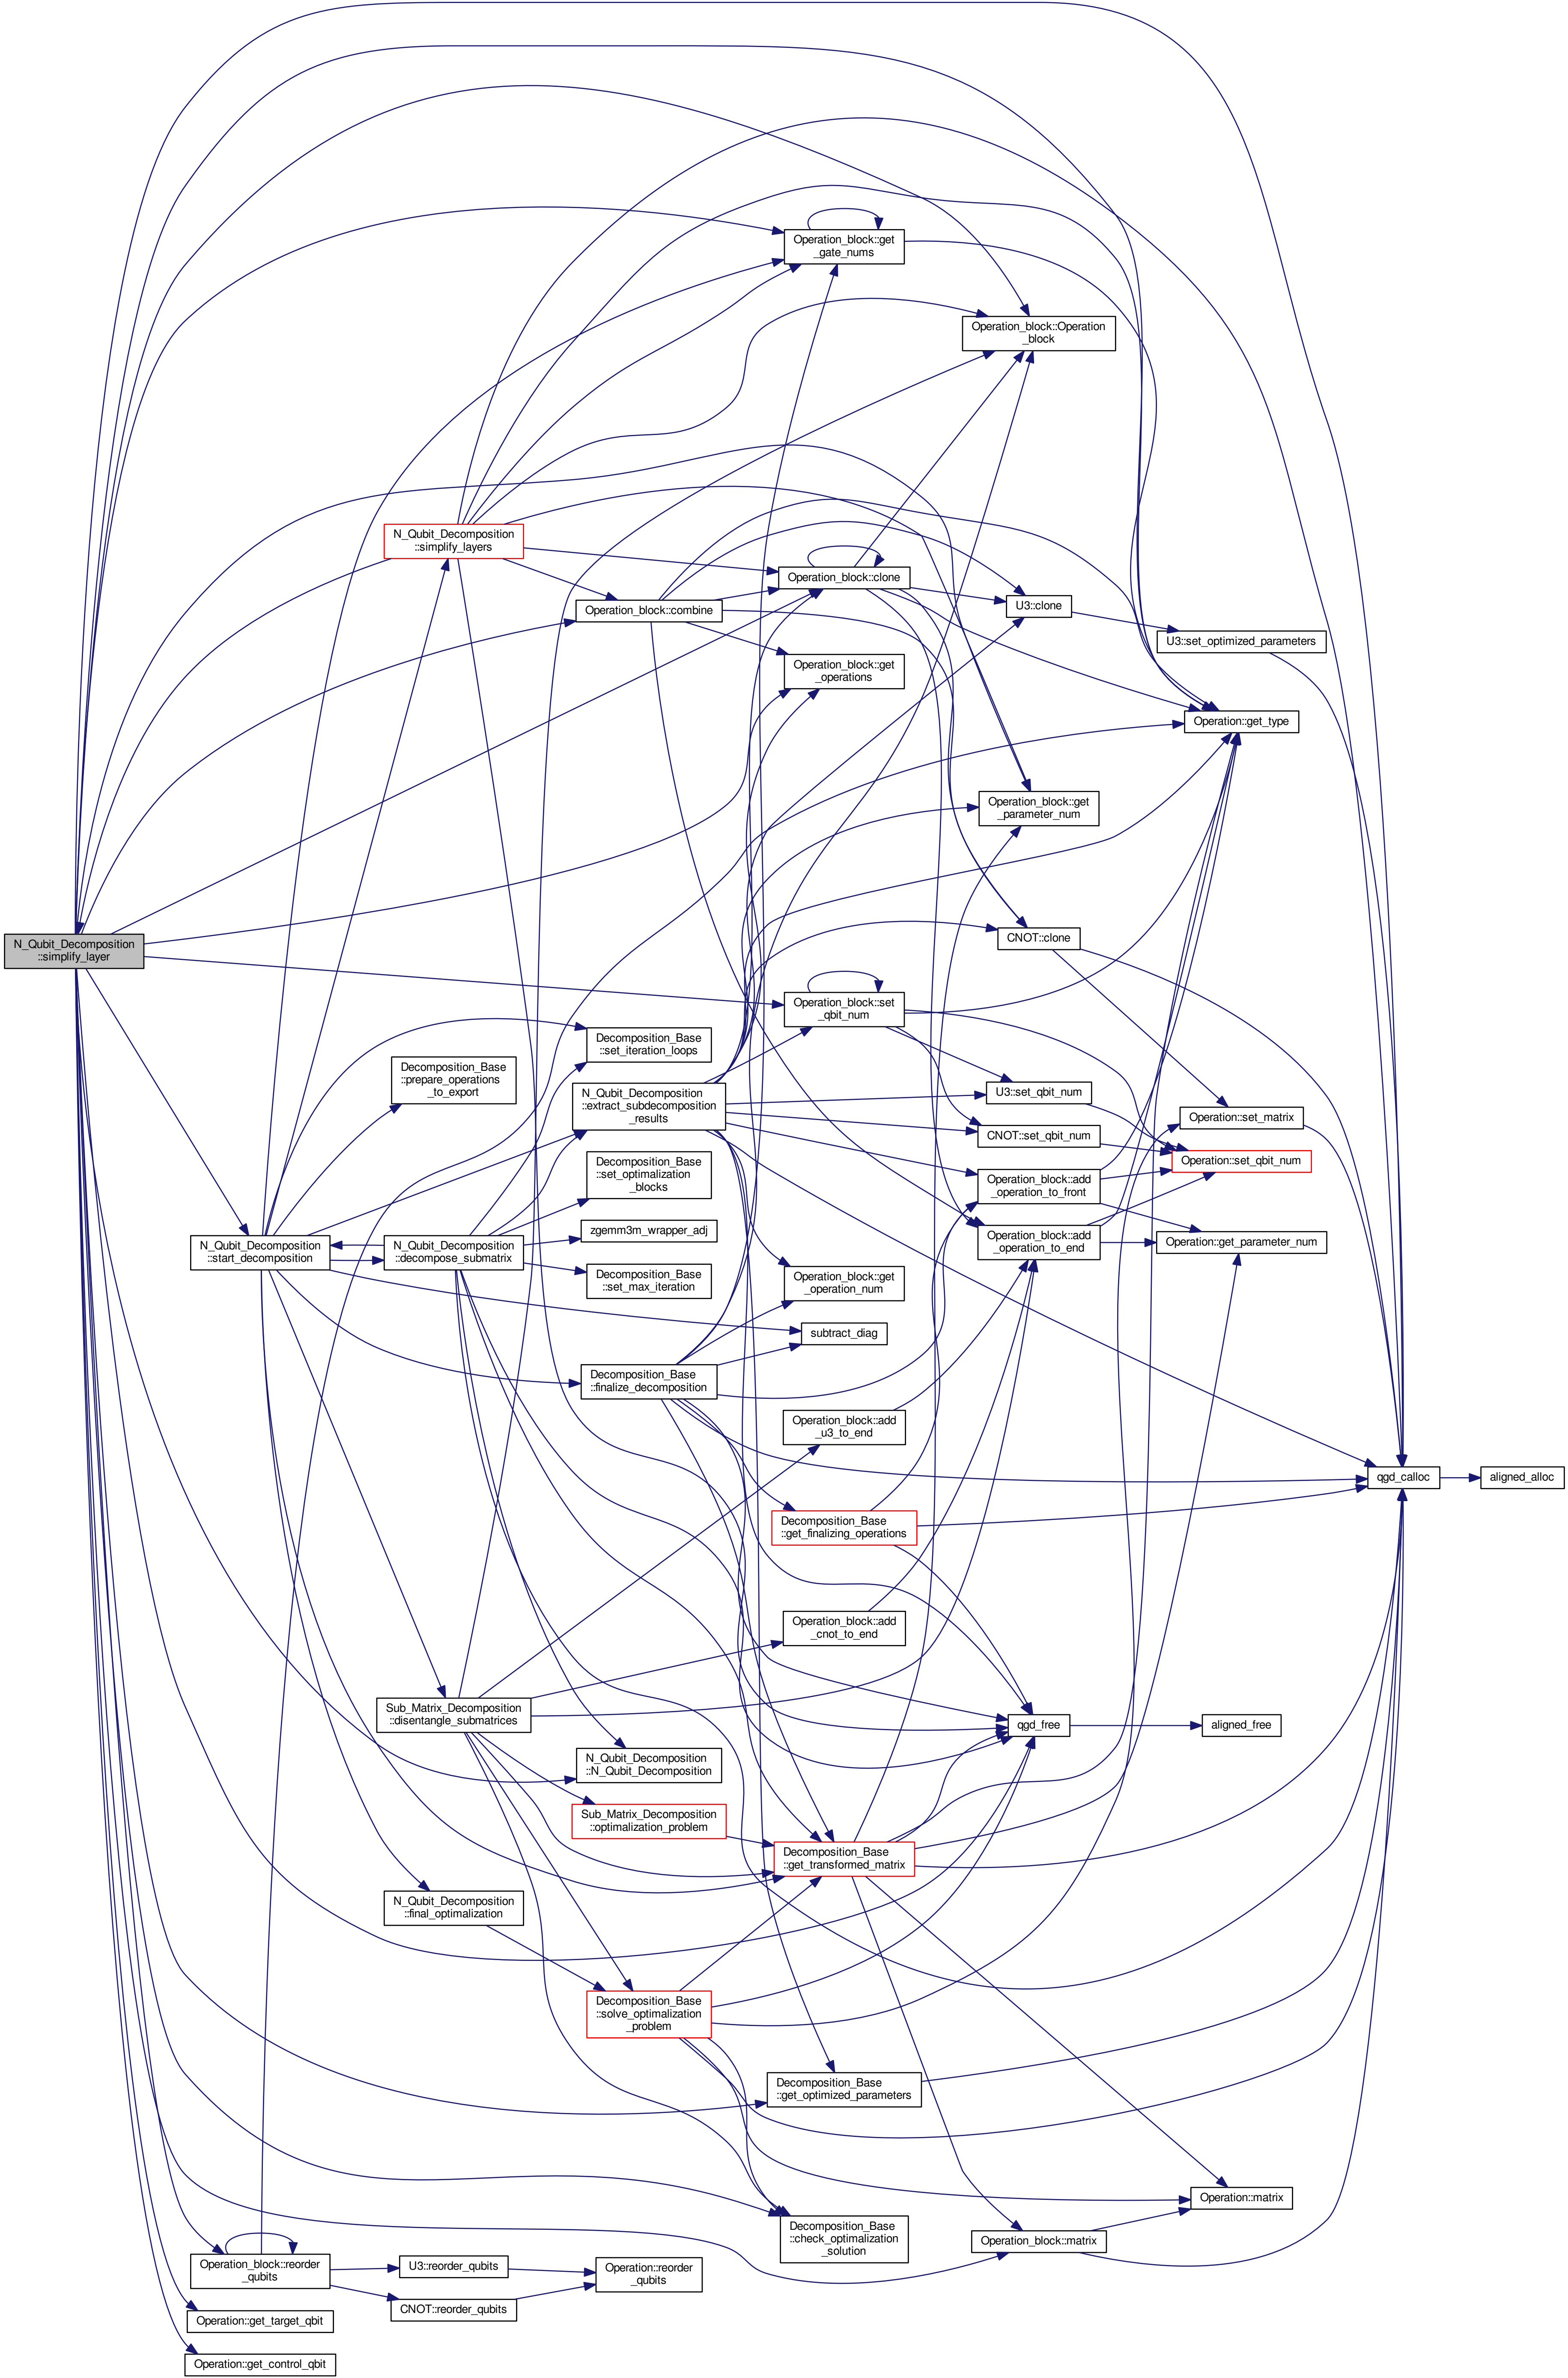 Operation_block::get
_gate_nums
Operation_block::Operation
_block
N_Qubit_Decomposition
::simplify_layers
Operation_block::clone
U3::clone
Operation_block::combine
U3::set_optimized_parameters
Operation_block::get
_operations
Operation::get_type
Operation_block::get
_parameter_num
N_Qubit_Decomposition
::simplify_layer
CNOT::clone
Operation_block::set
_qbit_num
Decomposition_Base
::set_iteration_loops
Decomposition_Base
::prepare_operations
_to_export
N_Qubit_Decomposition
::extract_subdecomposition
_results
U3::set_qbit_num
Operation::set_matrix
CNOT::set_qbit_num
Operation::set_qbit_num
Decomposition_Base
::set_optimalization
_blocks
Operation_block::add
_operation_to_front
zgemm3m_wrapper_adj
N_Qubit_Decomposition
::start_decomposition
N_Qubit_Decomposition
::decompose_submatrix
Operation_block::add
_operation_to_end
Operation::get_parameter_num
Decomposition_Base
::set_max_iteration
Operation_block::get
_operation_num
subtract_diag
Decomposition_Base
::finalize_decomposition
Operation_block::add
_u3_to_end
qgd_calloc
aligned_alloc
Decomposition_Base
::get_finalizing_operations
Operation_block::add
_cnot_to_end
Sub_Matrix_Decomposition
::disentangle_submatrices
qgd_free
aligned_free
N_Qubit_Decomposition
::N_Qubit_Decomposition
Sub_Matrix_Decomposition
::optimalization_problem
Decomposition_Base
::get_transformed_matrix
N_Qubit_Decomposition
::final_optimalization
Decomposition_Base
::solve_optimalization
_problem
Decomposition_Base
::get_optimized_parameters
Operation::matrix
Decomposition_Base
::check_optimalization
_solution
Operation_block::matrix
Operation_block::reorder
_qubits
U3::reorder_qubits
Operation::reorder
_qubits
CNOT::reorder_qubits
Operation::get_target_qbit
Operation::get_control_qbit